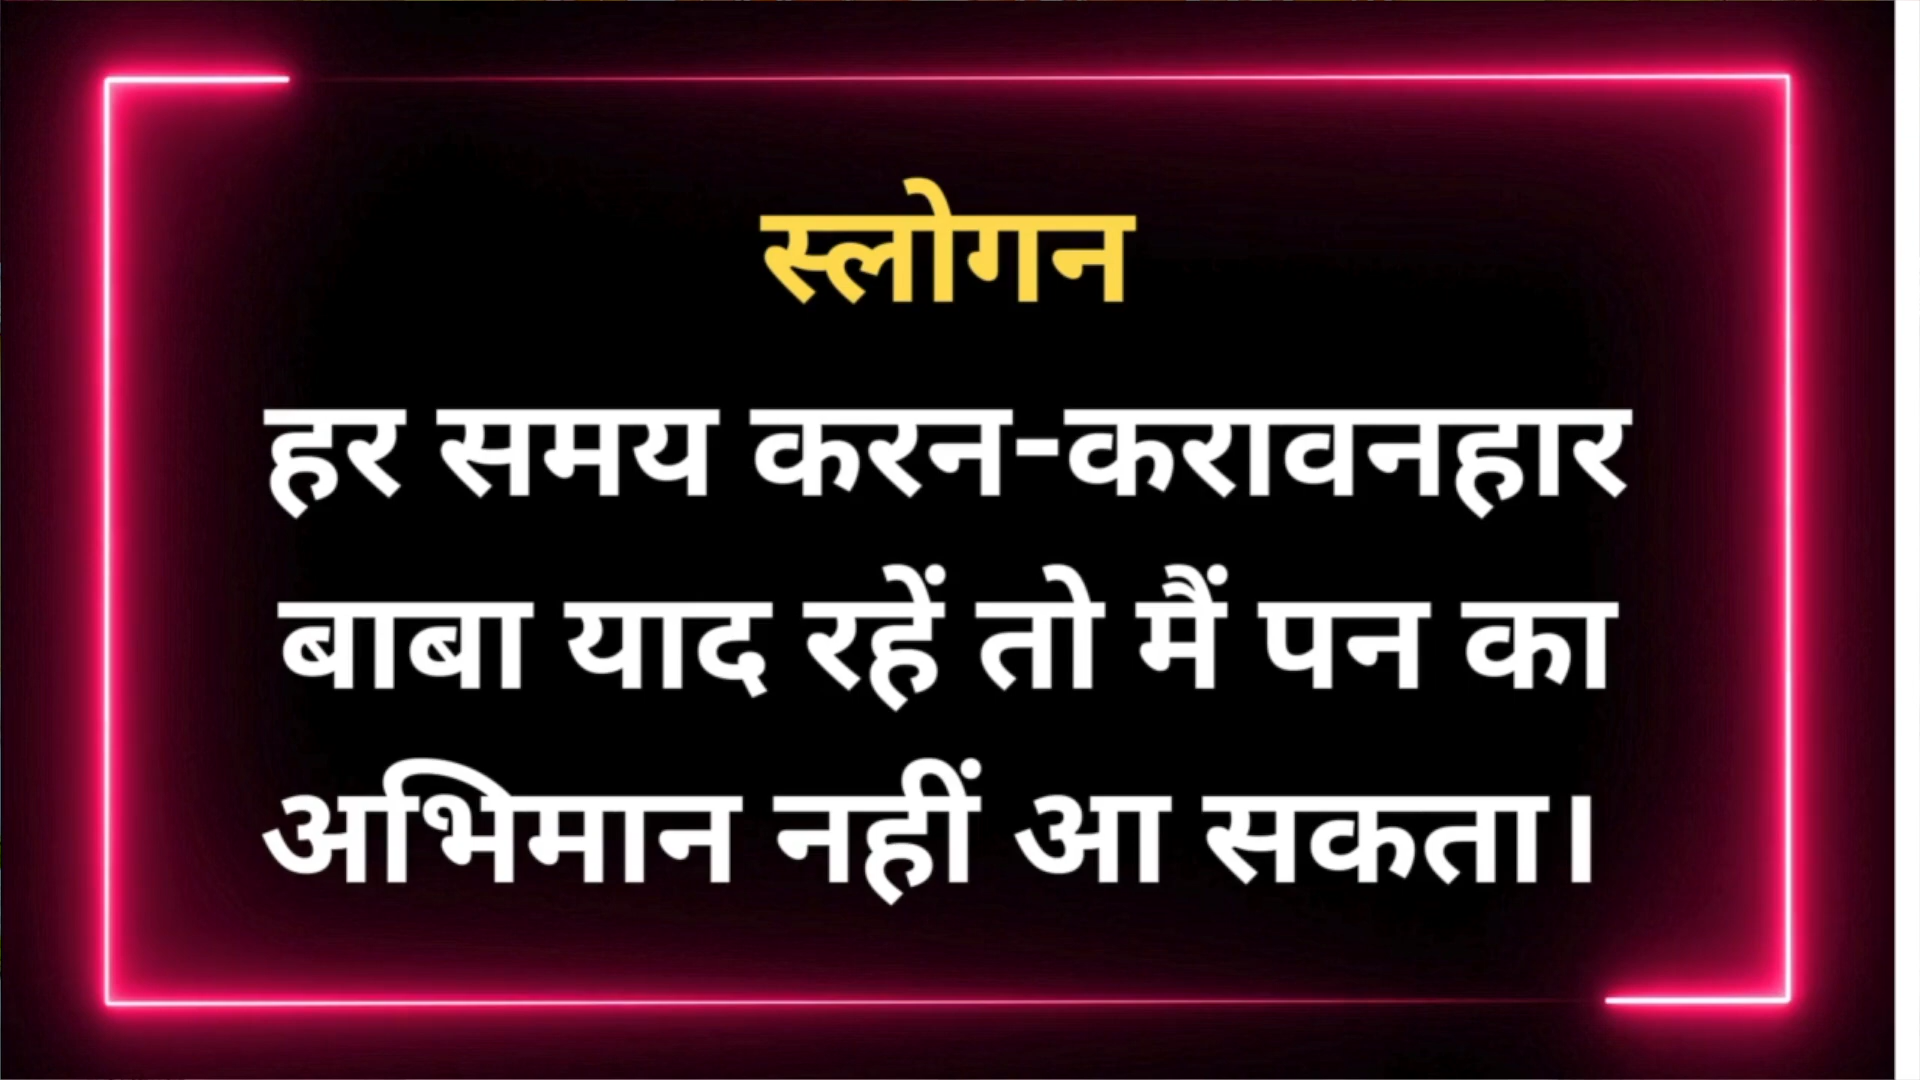 स्लोगन
हर समय करन-करावनहार
बाबा याद रहें तो मैं पन का
अभिमान नहीं आ सकता।